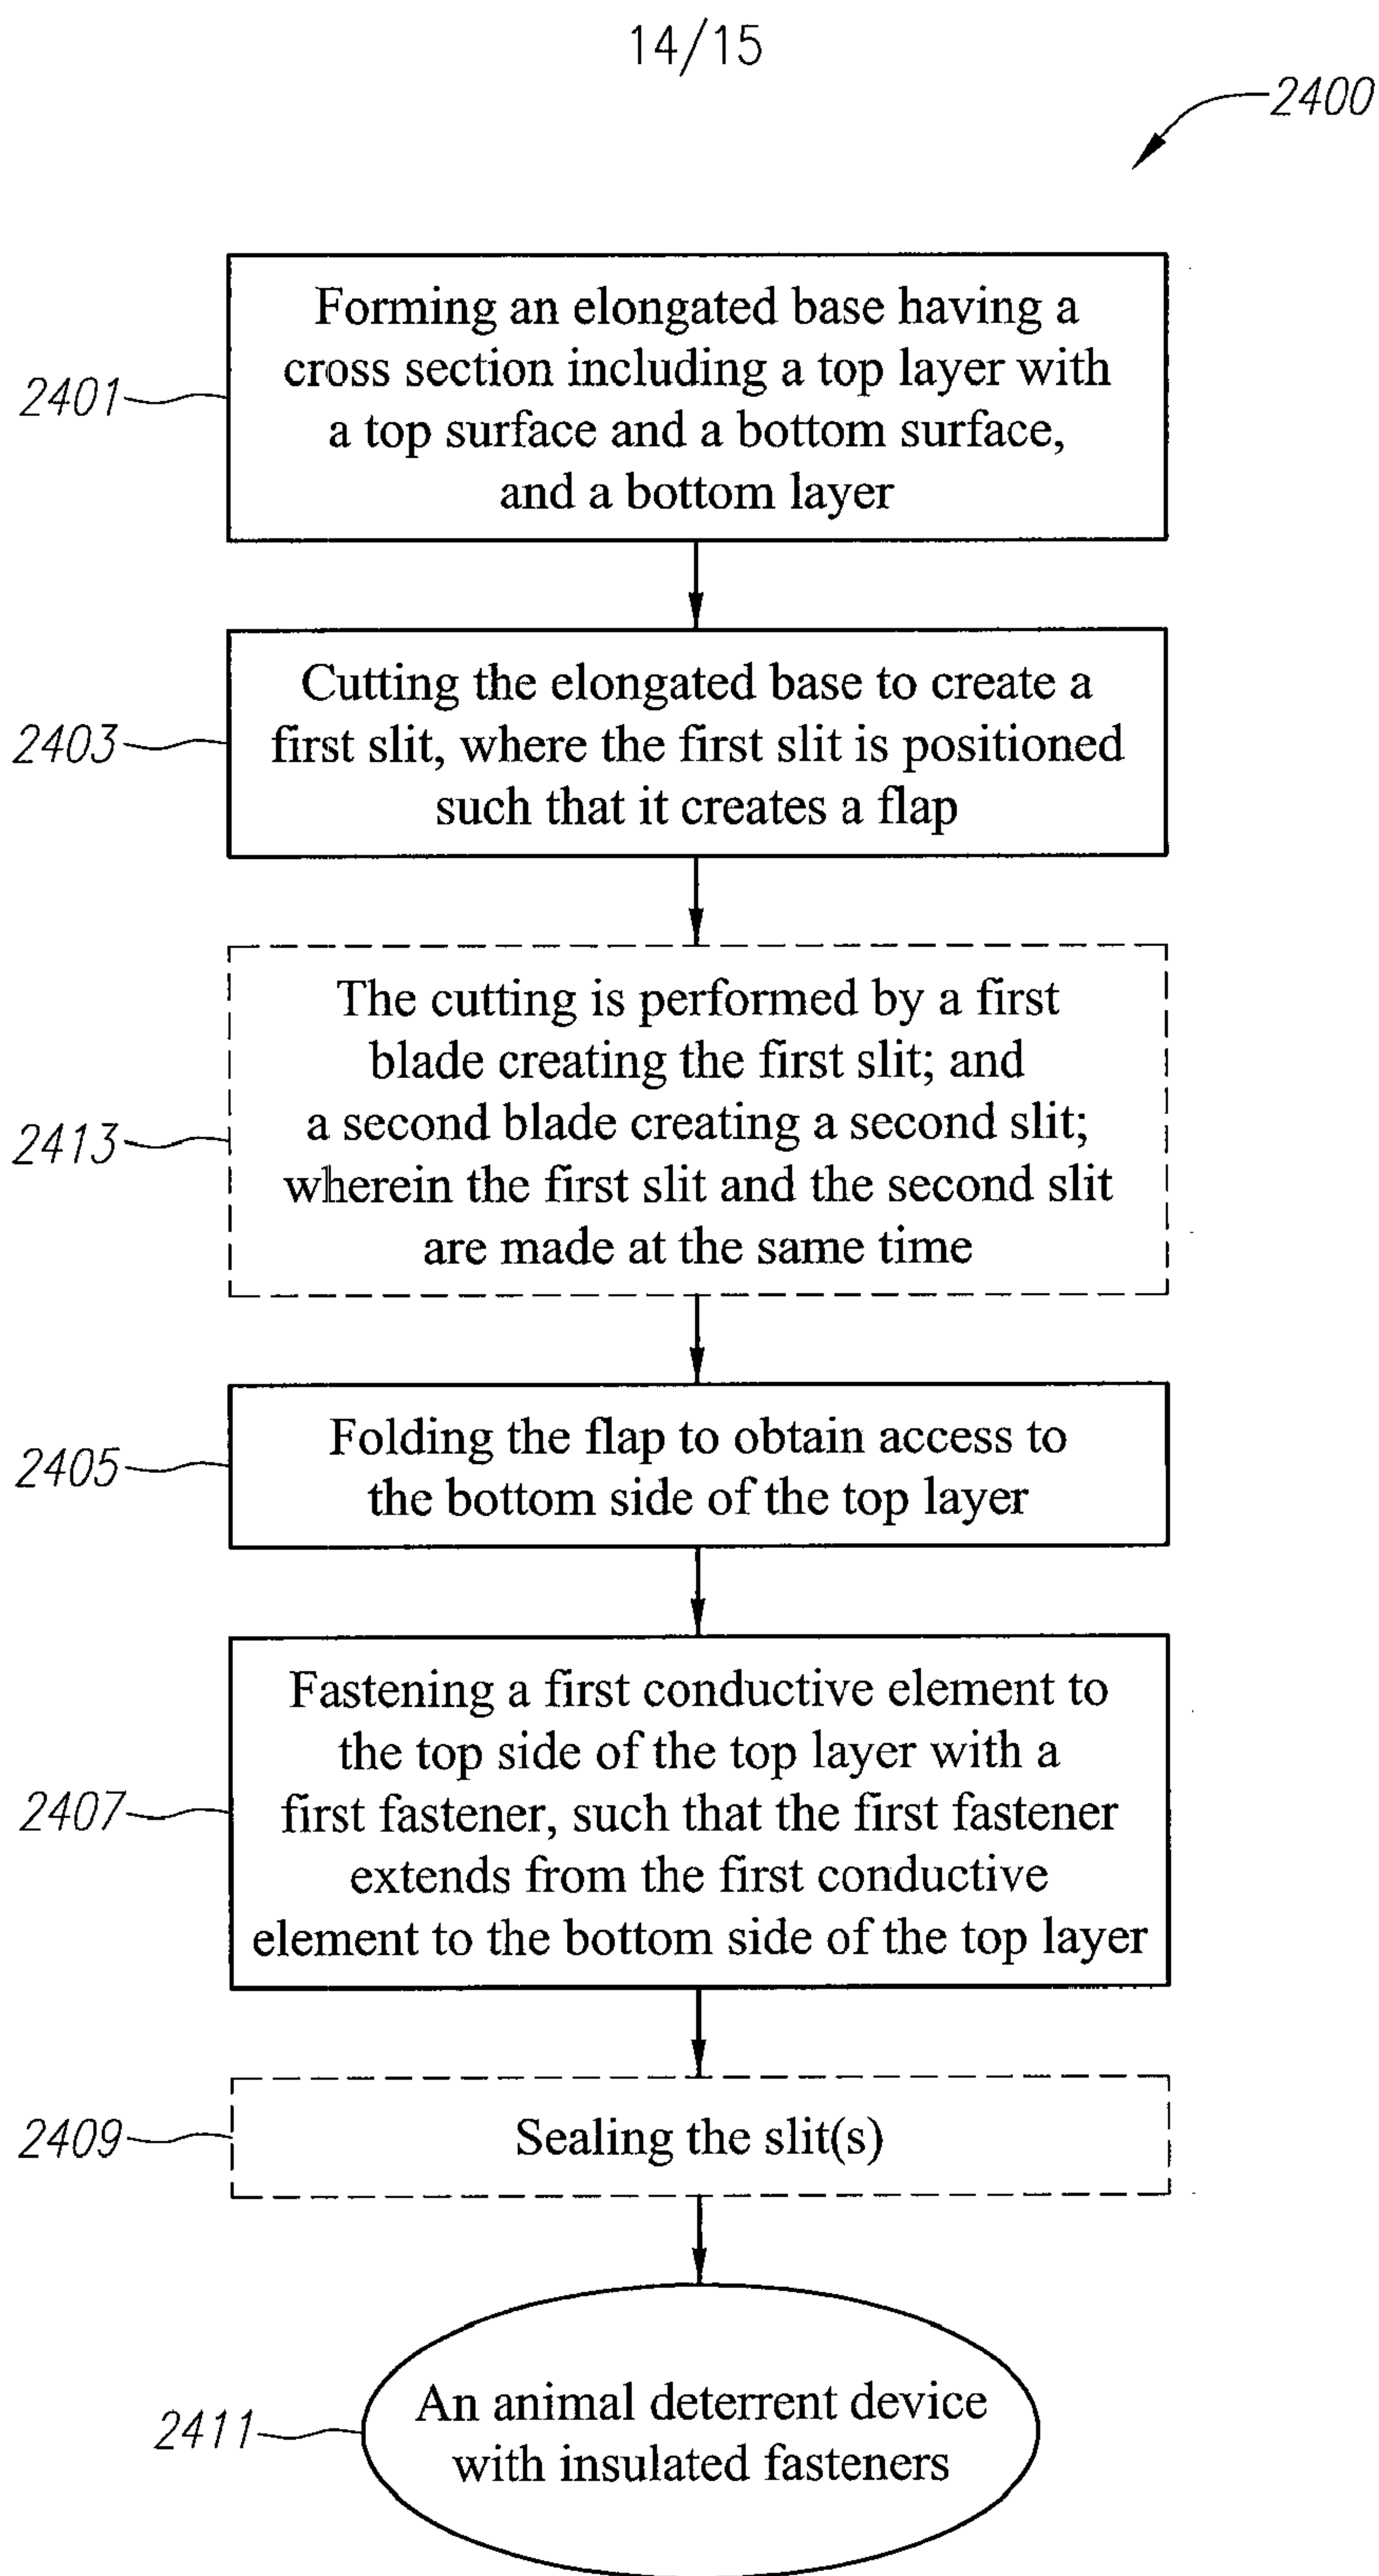 14/15
2400
2401
Forming an elongated base having a
cross section including a top layer with
a top surface and a bottom surface,
and a bottom layer
2403
Cutting the elongated base to create a
first slit, where the first slit is positioned
such that it creates a flap
2413
The cutting is performed by a first
blade creating the first slit; and
a second blade creating a second slit;
wherein the first slit and the second slit
are made at the same time
2405
Folding the flap to obtain access to
the bottom side of the top layer
2407
Fastening a first conductive element to
the top side of the top layer with a
first fastener, such that the first fastener
extends from the first conductive
element to the bottom side of the top layer
2409
Sealing the slit(s)
2411
An animal deterrent device
with insulated fasteners